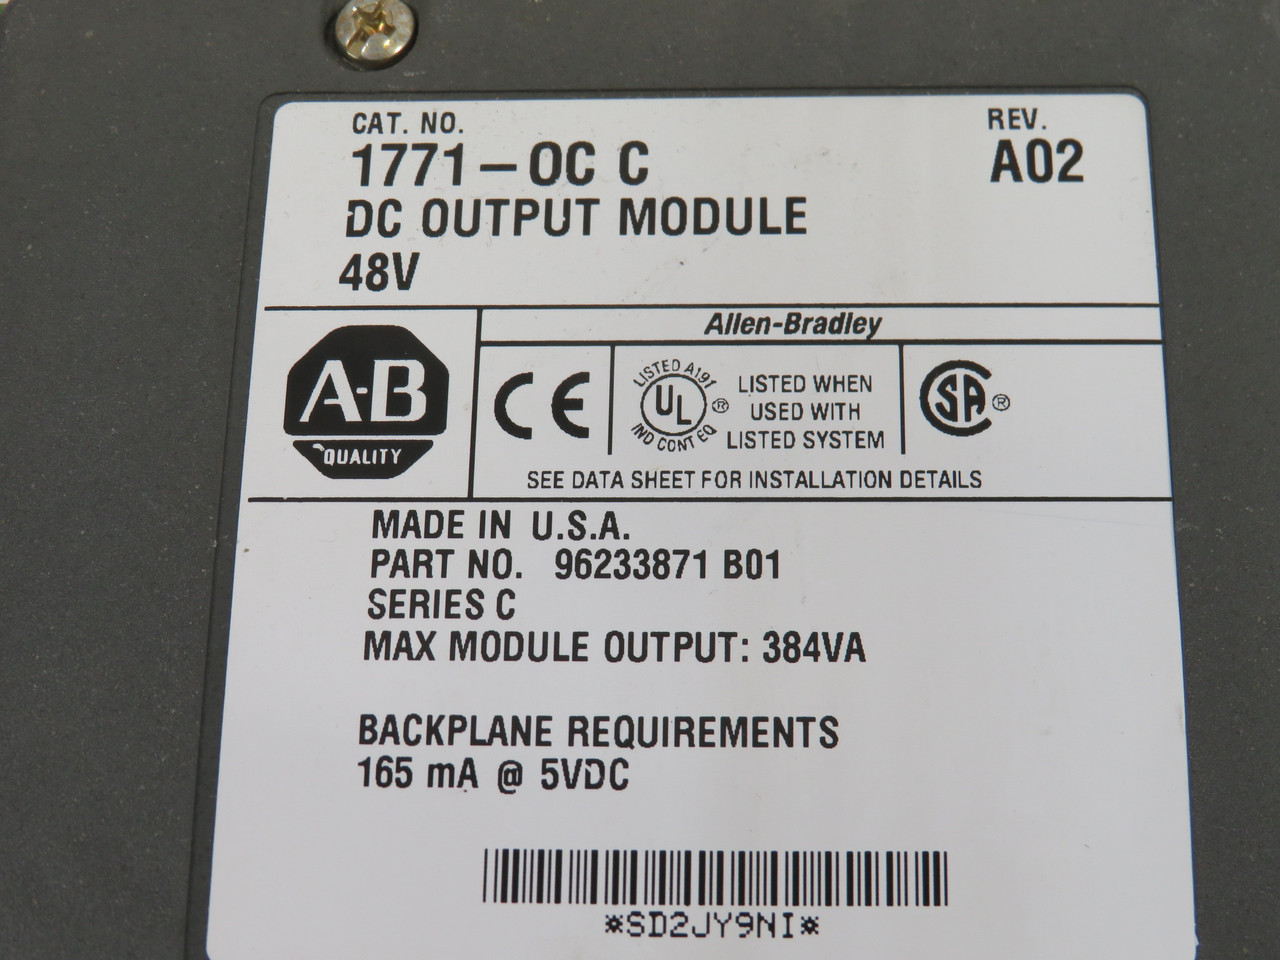 CAT. NO.
REV.
1771-OC C
A02
DC OUTPUT MODULE
48V
Allen-Bradley
A-B
QUALITY
CE
LISTED A191
UL ®
IND CONT EQ
LISTED WHEN
USED WITH
LISTED SYSTEM
SA ®
SEE DATA SHEET FOR INSTALLATION DETAILS
MADE IN U.S.A.
PART NO. 96233871 B01
SERIES C
MAX MODULE OUTPUT: 384VA
BACKPLANE REQUIREMENTS
165 mA @ 5VDC
*SD2JY9NI*